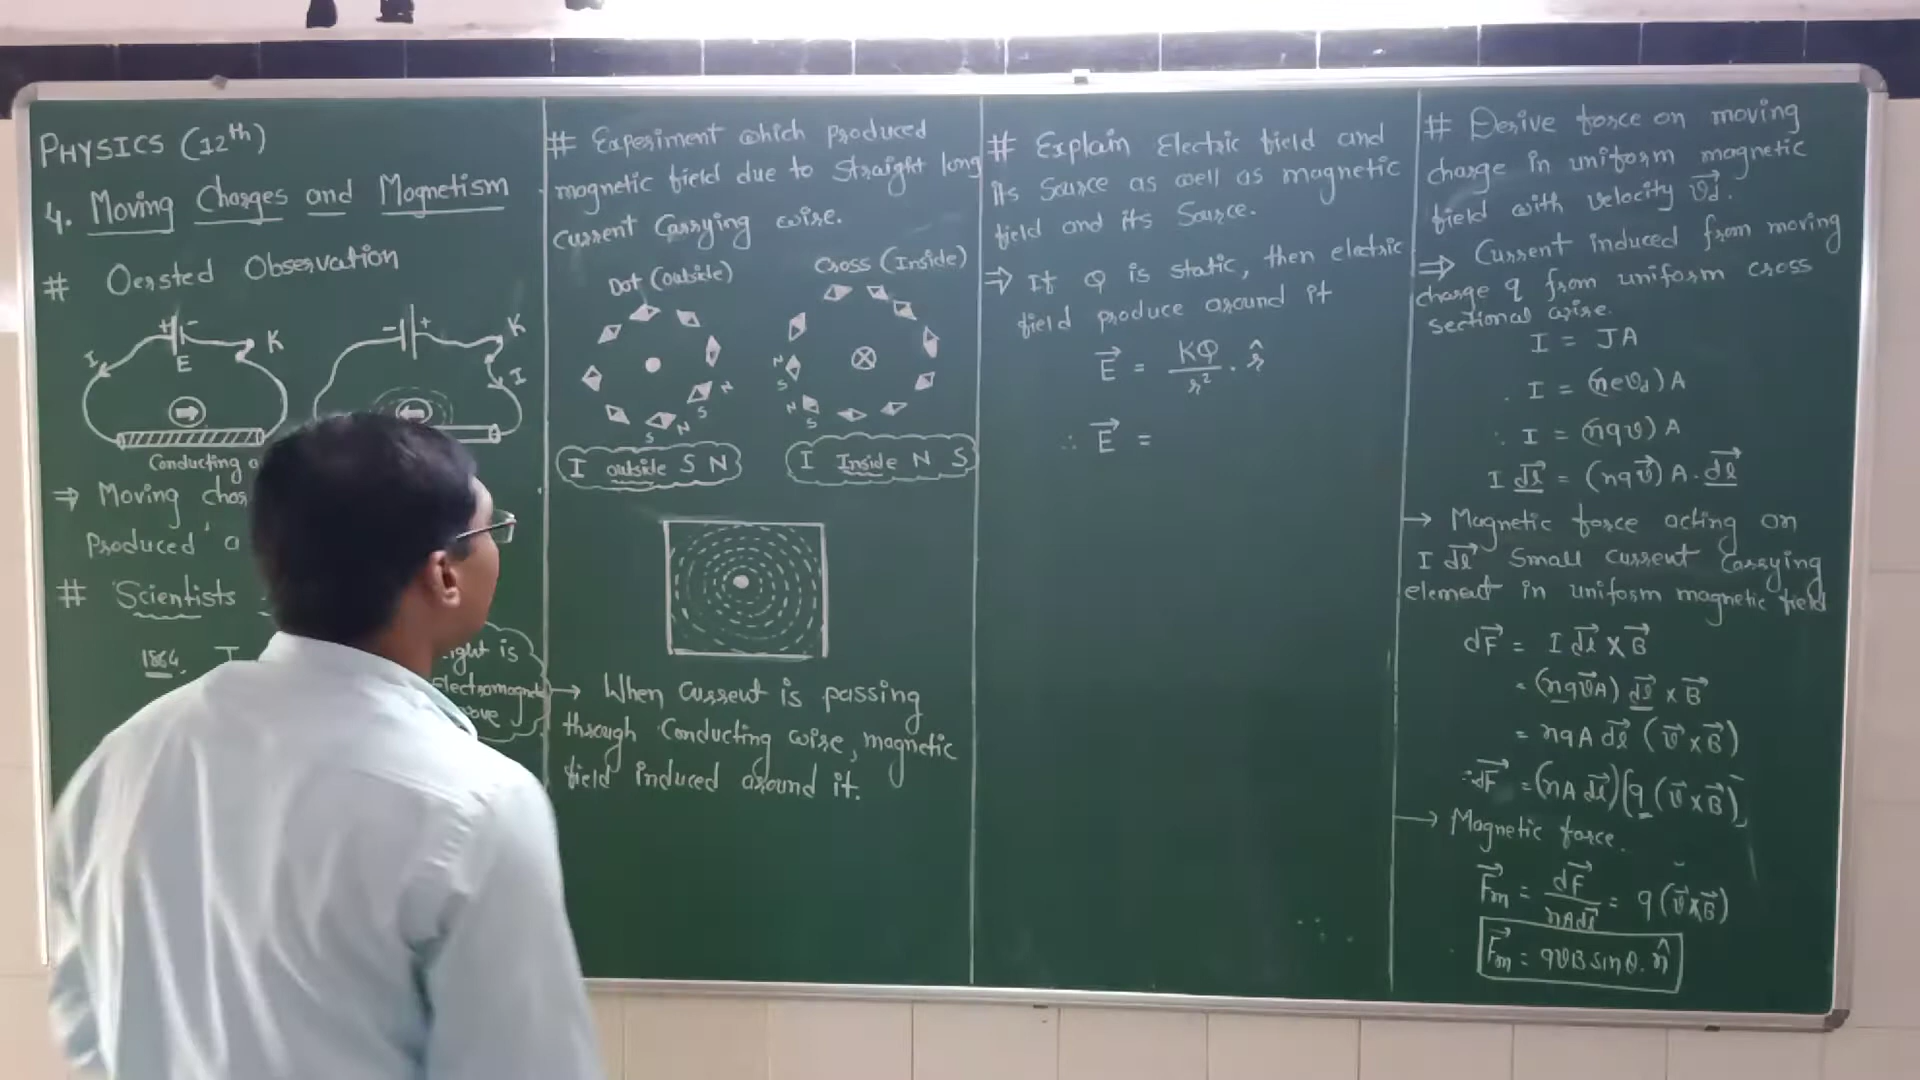 PHYSICS (12th)
4. Moving Charges and Magnetism
# Oersted Observation
+ -
E
K
I
- +
K
I
Conducting
⇒ Moving
Produced a
# Scientists
1864
Light is
Electromagnetic
# Experiment which produced
magnetic field due to straight long
current carrying wire.
Dot (outside)
Cross (Inside)
N
S
S N
N
S
N
S
I outside S N
I Inside N S
→ When current is passing
through conducting wire, magnetic
field induced around it.
# Explain Electric field and
its source as well as magnetic
field and its source.
⇒ If Q is static, then electric
field produce around it
E⃗ = KQ/r² . r̂
∴ E⃗ =
# Derive force on moving
charge in uniform magnetic
field with velocity v⃗d.
⇒ Current induced from moving
charge q from uniform cross
sectional wire.
I = JA
∴ I = (nevd) A
∴ I = (nqv) A
I dl⃗ = (nqv⃗) A . dl⃗
→ Magnetic force acting on
I dl⃗ small current carrying
element in uniform magnetic field
dF⃗ = I dl⃗ × B⃗
= (nqv⃗A) dl⃗ × B⃗
= nqA dl⃗ (v⃗ × B⃗)
∴ dF⃗ = (nA dl⃗) [q (v⃗ × B⃗)]
→ Magnetic force.
F⃗m = dF⃗/nAdl⃗ = q (v⃗ × B⃗)
F⃗m = qvB sinθ. n̂